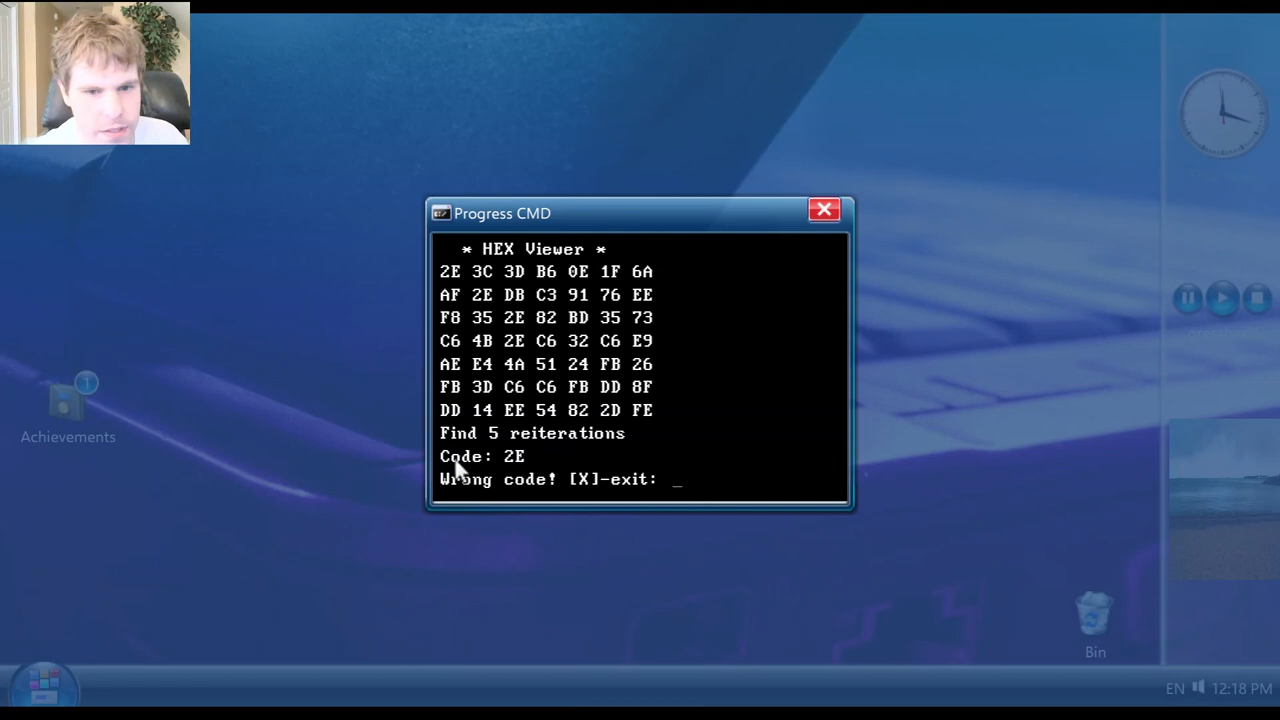 Progress CMD
* HEX Viewer *
2E 3C 3D B6 0E 1F 6A
AF 2E DB C3 91 76 EE
F8 35 2E 82 BD 35 73
C6 4B 2E C6 32 C6 E9
AE E4 4A 51 24 FB 26
FB 3D C6 C6 FB DD 8F
DD 14 EE 54 82 2D FE
Find 5 reiterations
Code: 2E
Wrong code! [X]-exit: _
Achievements
1
Bin
EN 12:18 PM